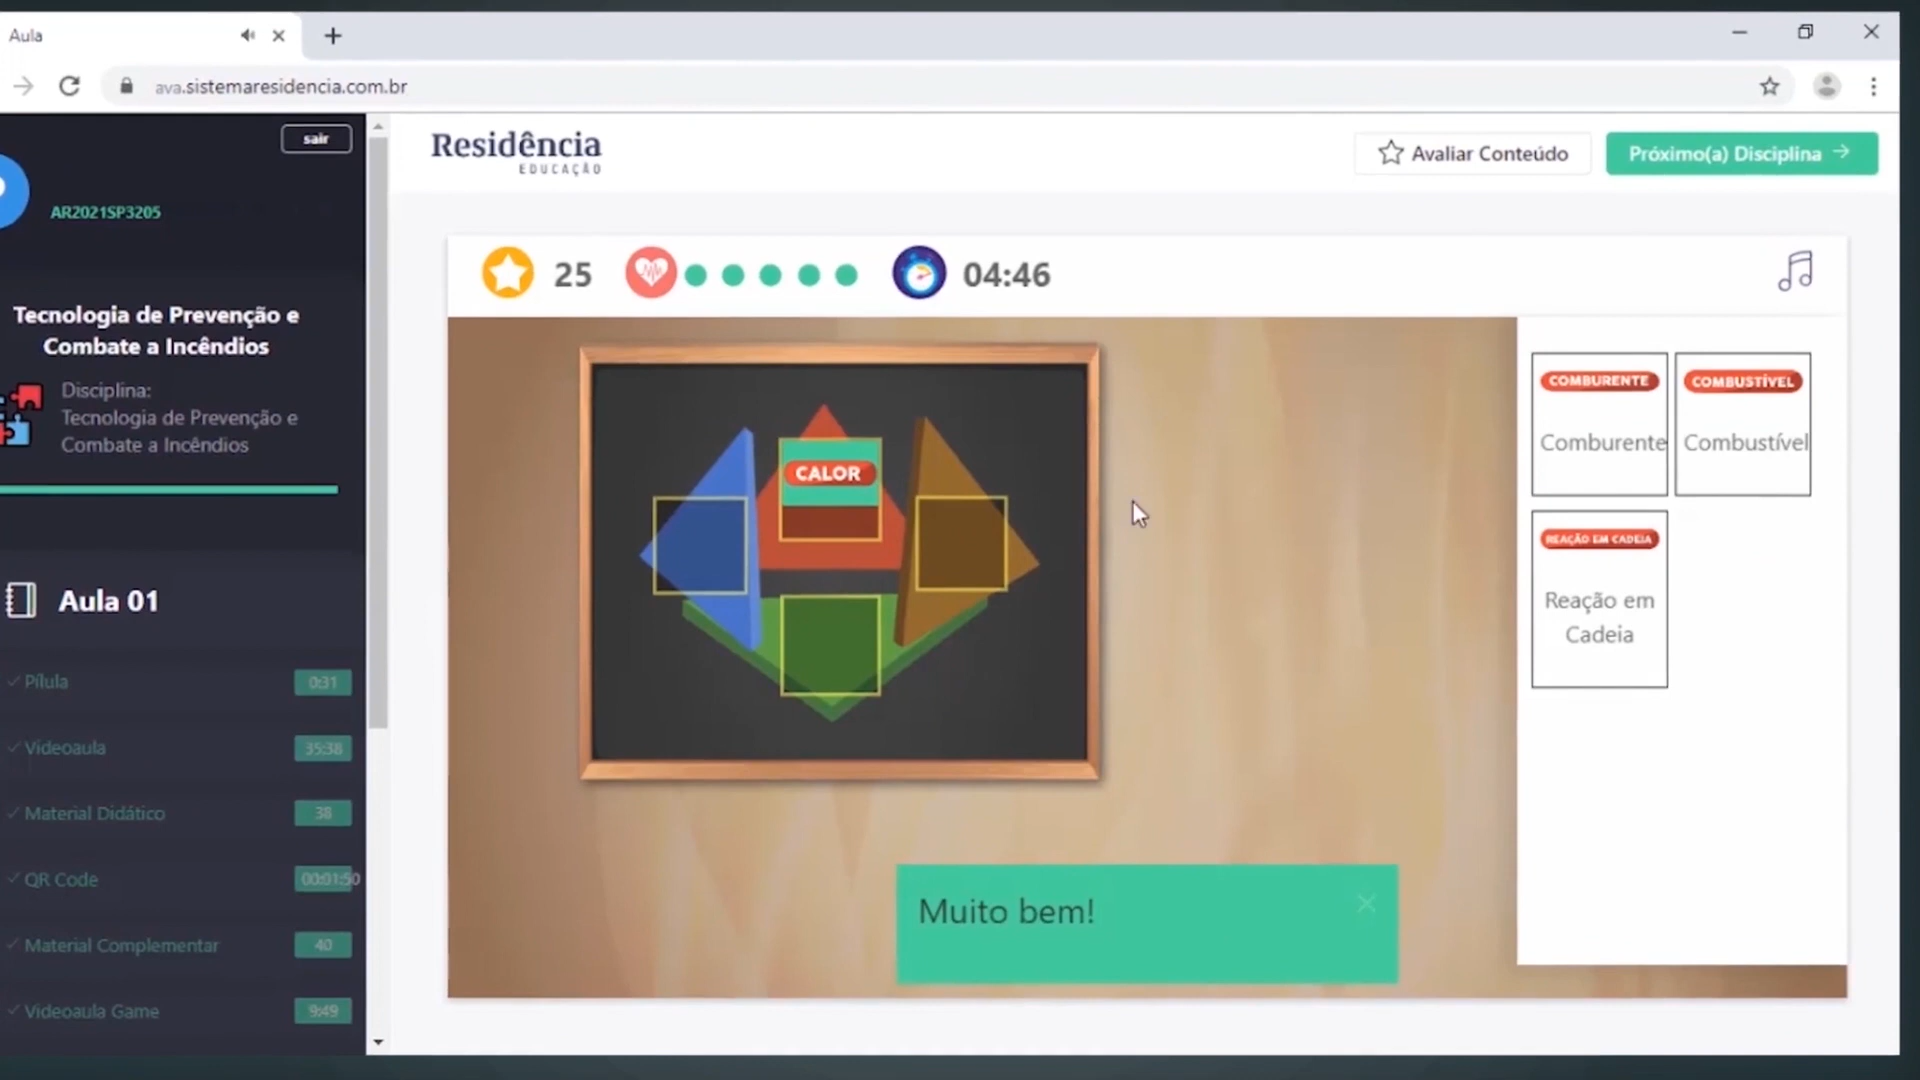 Aula
ava.sistemaresidencia.com.br
sair
AR2021SP3205
Tecnologia de Prevenção e
Combate a Incêndios
Disciplina:
Tecnologia de Prevenção e
Combate a Incêndios
Aula 01
Pílula 0:31
Videoaula 35:38
Material Didático 38
QR Code 00:01:50
Material Complementar 40
Videoaula Game 9:49
Residência
EDUCAÇÃO
Avaliar Conteúdo
Próximo(a) Disciplina
25
04:46
CALOR
COMBURENTE
Comburente
COMBUSTÍVEL
Combustível
REAÇÃO EM CADEIA
Reação em
Cadeia
Muito bem!